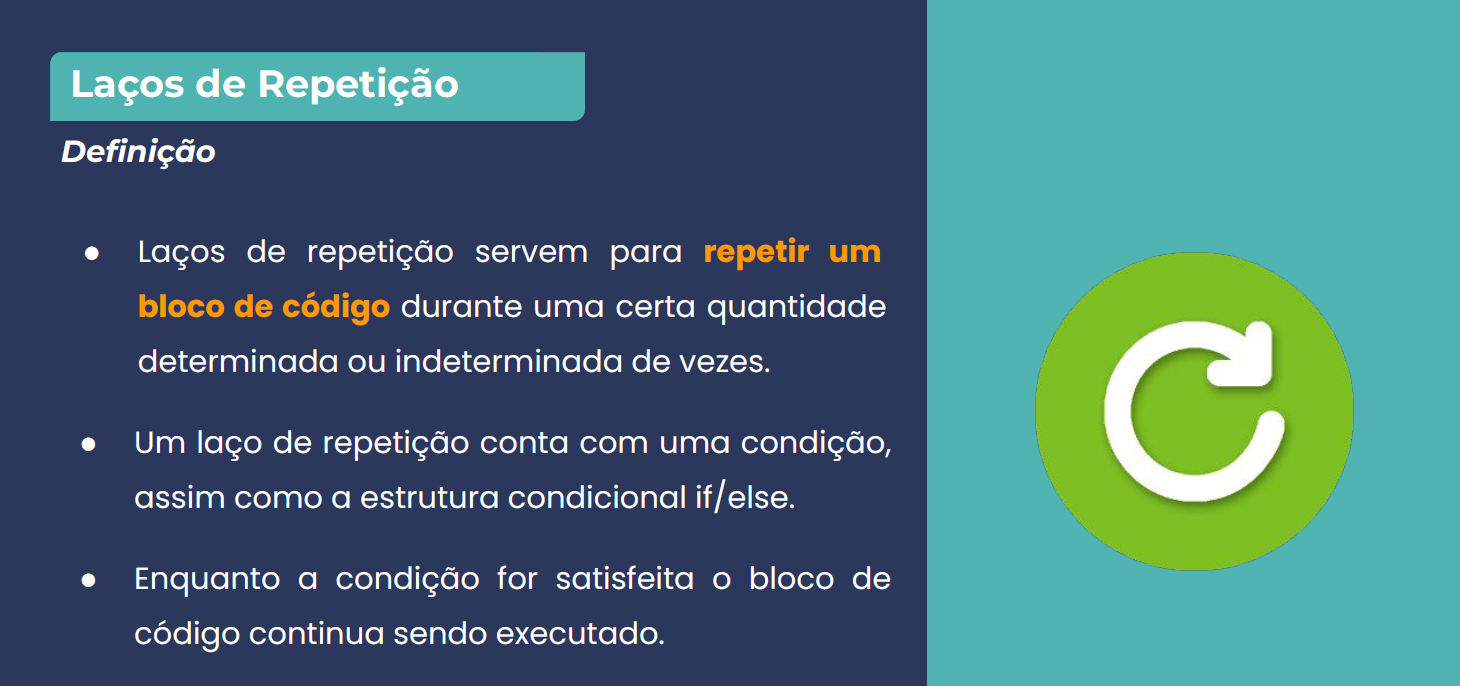 Laços de Repetição
Definição
● Laços de repetição servem para repetir um
bloco de código durante uma certa quantidade
determinada ou indeterminada de vezes.
● Um laço de repetição conta com uma condição,
assim como a estrutura condicional if/else.
● Enquanto a condição for satisfeita o bloco de
código continua sendo executado.